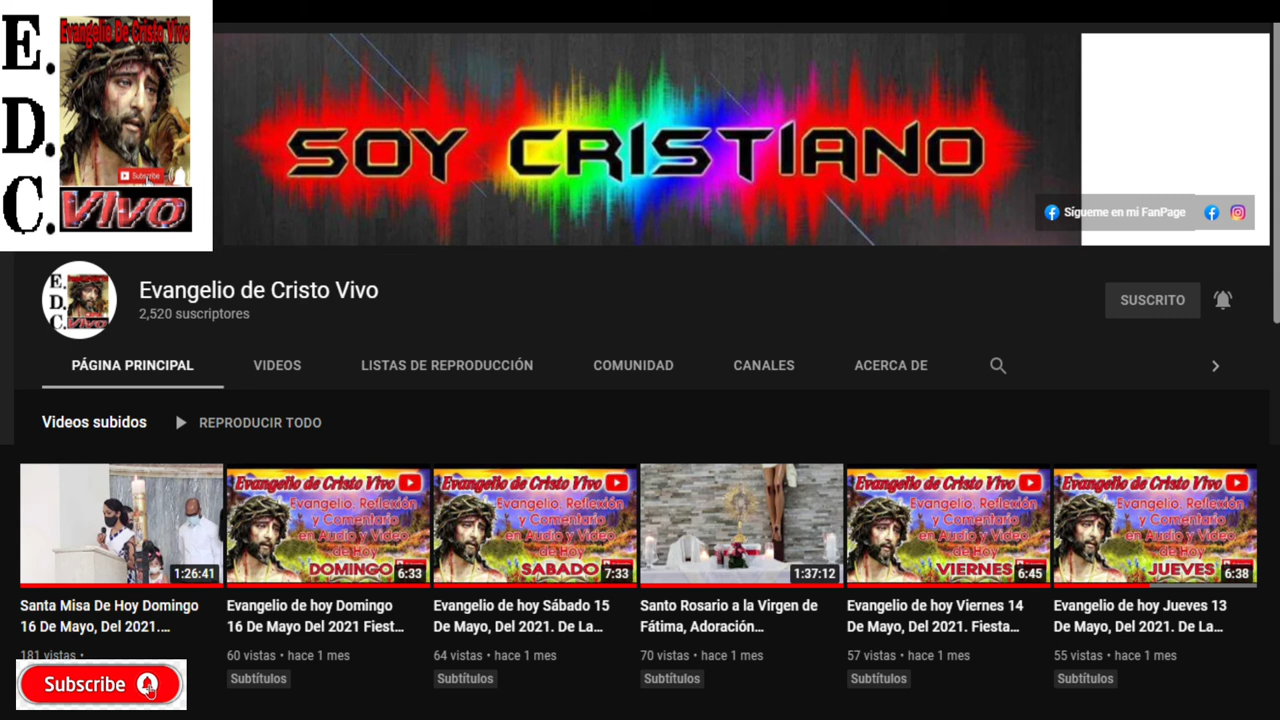 E.
D.
C.
Evangelio De Cristo Vivo
Subscribe
Vivo
SOY CRISTIANO
Sígueme en mi FanPage
Evangelio de Cristo Vivo
2,520 suscriptores
SUSCRITO
E.
D.
C.
Vivo
PÁGINA PRINCIPAL
VIDEOS
LISTAS DE REPRODUCCIÓN
COMUNIDAD
CANALES
ACERCA DE
Videos subidos
REPRODUCIR TODO
1:26:41
Santa Misa De Hoy Domingo
16 De Mayo, Del 2021....
181 vistas •
Evangelio de Cristo Vivo
Evangelio, Reflexión
y Comentario
en Audio y Video
de Hoy
DOMINGO
6:33
Evangelio de hoy Domingo
16 De Mayo Del 2021 Fiest...
60 vistas • hace 1 mes
Subtítulos
Evangelio de Cristo Vivo
Evangelio, Reflexión
y Comentario
en Audio y Video
de Hoy
SABADO
7:33
Evangelio de hoy Sábado 15
De Mayo, Del 2021. De La...
64 vistas • hace 1 mes
Subtítulos
1:37:12
Santo Rosario a la Virgen de
Fátima, Adoración...
70 vistas • hace 1 mes
Subtítulos
Evangelio de Cristo Vivo
Evangelio, Reflexión
y Comentario
en Audio y Video
de Hoy
VIERNES
6:45
Evangelio de hoy Viernes 14
De Mayo, Del 2021. Fiesta...
57 vistas • hace 1 mes
Subtítulos
Evangelio de Cristo Vivo
Evangelio, Reflexión
y Comentario
en Audio y Video
de Hoy
JUEVES
6:38
Evangelio de hoy Jueves 13
De Mayo, Del 2021. De La...
55 vistas • hace 1 mes
Subtítulos
Subscribe